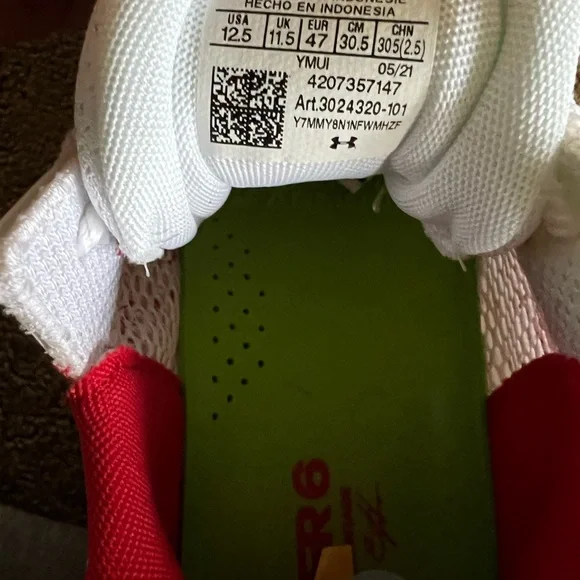 HECHO EN INDONESIA
USA UK EUR CM CHN
12.5 11.5 47 30.5 305(2.5)
YMUI 05/21
4207357147
Art.3024320-101
Y7MMY8N1NFWMHZF
R6